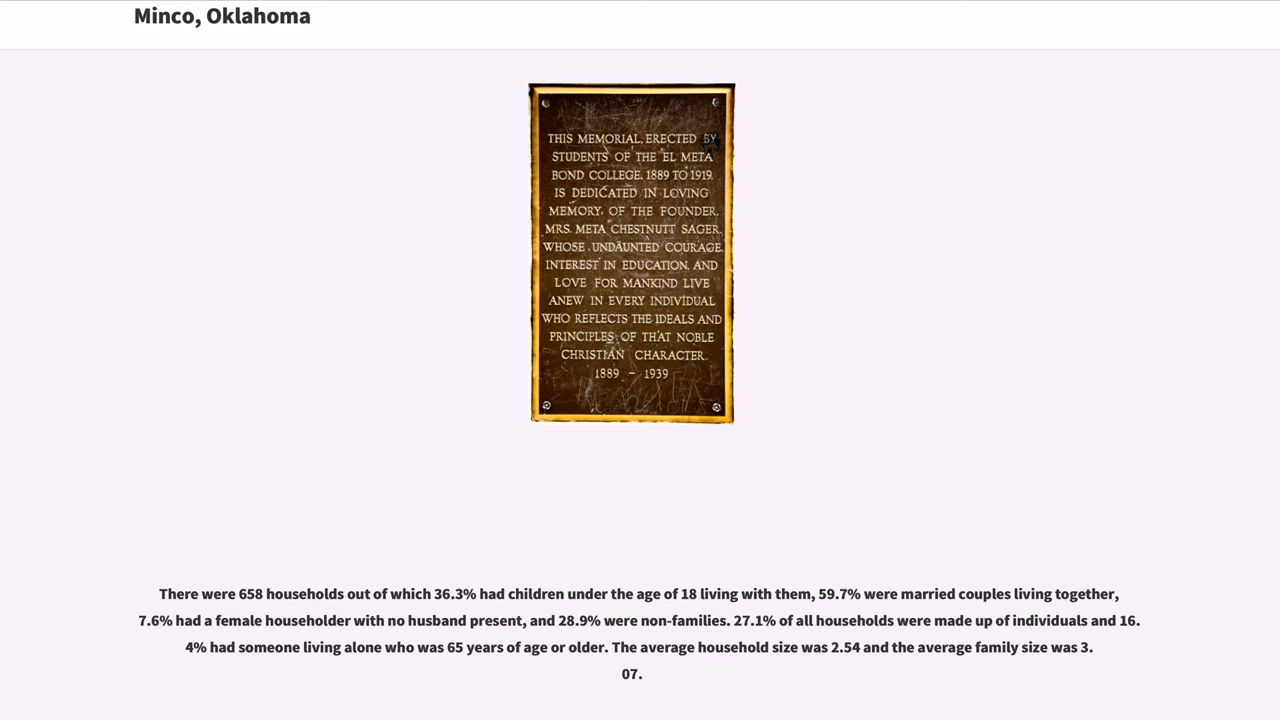 Minco, Oklahoma
THIS MEMORIAL, ERECTED BY
STUDENTS OF THE EL META
BOND COLLEGE, 1889 TO 1919,
IS DEDICATED IN LOVING
MEMORY, OF THE FOUNDER,
MRS. META CHESTNUTT SAGER,
WHOSE UNDAUNTED COURAGE,
INTEREST IN EDUCATION, AND
LOVE FOR MANKIND LIVE
ANEW IN EVERY INDIVIDUAL
WHO REFLECTS THE IDEALS AND
PRINCIPLES OF THAT NOBLE
CHRISTIAN CHARACTER.
1889 – 1939
There were 658 households out of which 36.3% had children under the age of 18 living with them, 59.7% were married couples living together,
7.6% had a female householder with no husband present, and 28.9% were non-families. 27.1% of all households were made up of individuals and 16.
4% had someone living alone who was 65 years of age or older. The average household size was 2.54 and the average family size was 3.
07.